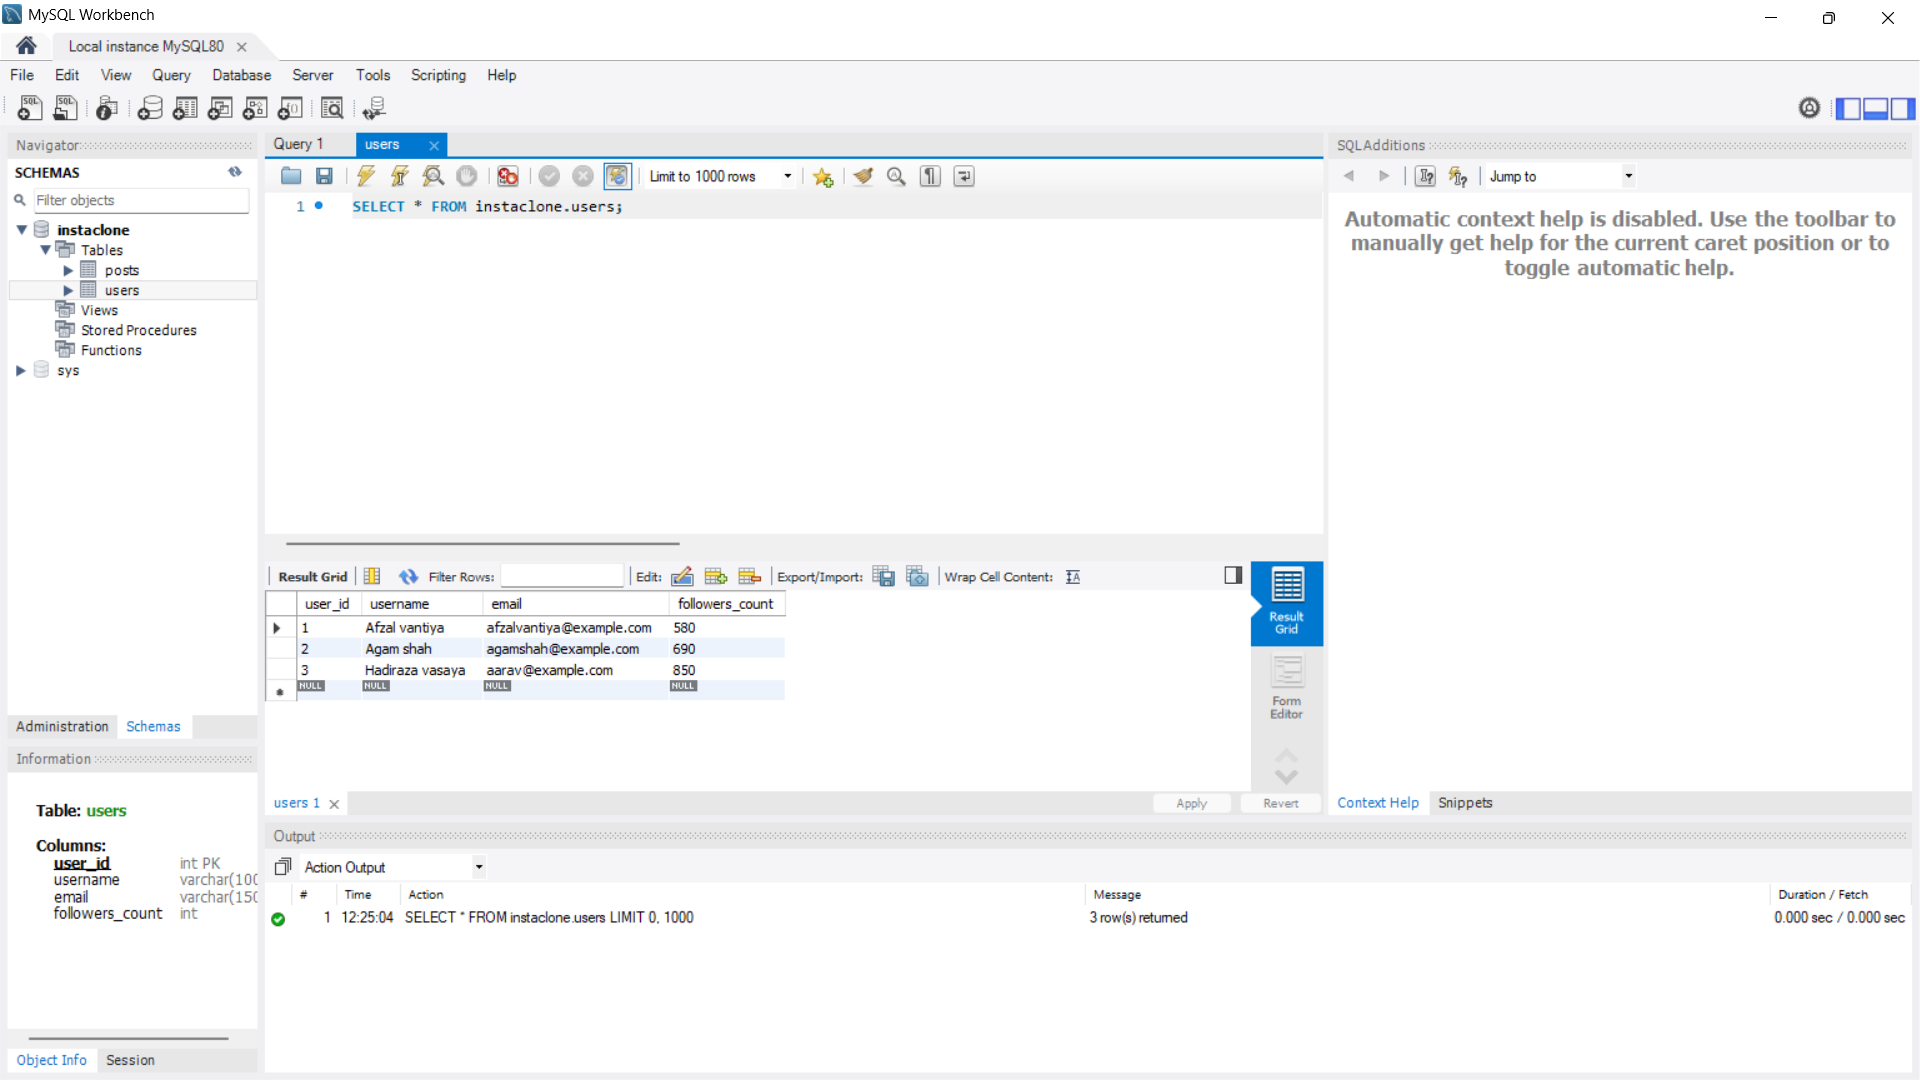 MySQL Workbench
Local instance MySQL80
File Edit View Query Database Server Tools Scripting Help
Navigator
SCHEMAS
Filter objects
instaclone
Tables
posts
users
Views
Stored Procedures
Functions
sys
Administration Schemas
Information
Table: users
Columns:
user_id int PK
username varchar(100
email varchar(150
followers_count int
Object Info Session
Query 1 users
Limit to 1000 rows
1 SELECT * FROM instaclone.users;
Result Grid Filter Rows: Edit: Export/Import: Wrap Cell Content:
user_id username email followers_count
1 Afzal vantiya afzalvantiya@example.com 580
2 Agam shah agamshah@example.com 690
3 Hadiraza vasaya aarav@example.com 850
NULL NULL NULL NULL
Result
Grid
Form
Editor
users 1 Apply Revert
SQLAdditions
Jump to
Automatic context help is disabled. Use the toolbar to
manually get help for the current caret position or to
toggle automatic help.
Context Help Snippets
Output
Action Output
# Time Action Message Duration / Fetch
1 12:25:04 SELECT * FROM instaclone.users LIMIT 0, 1000 3 row(s) returned 0.000 sec / 0.000 sec